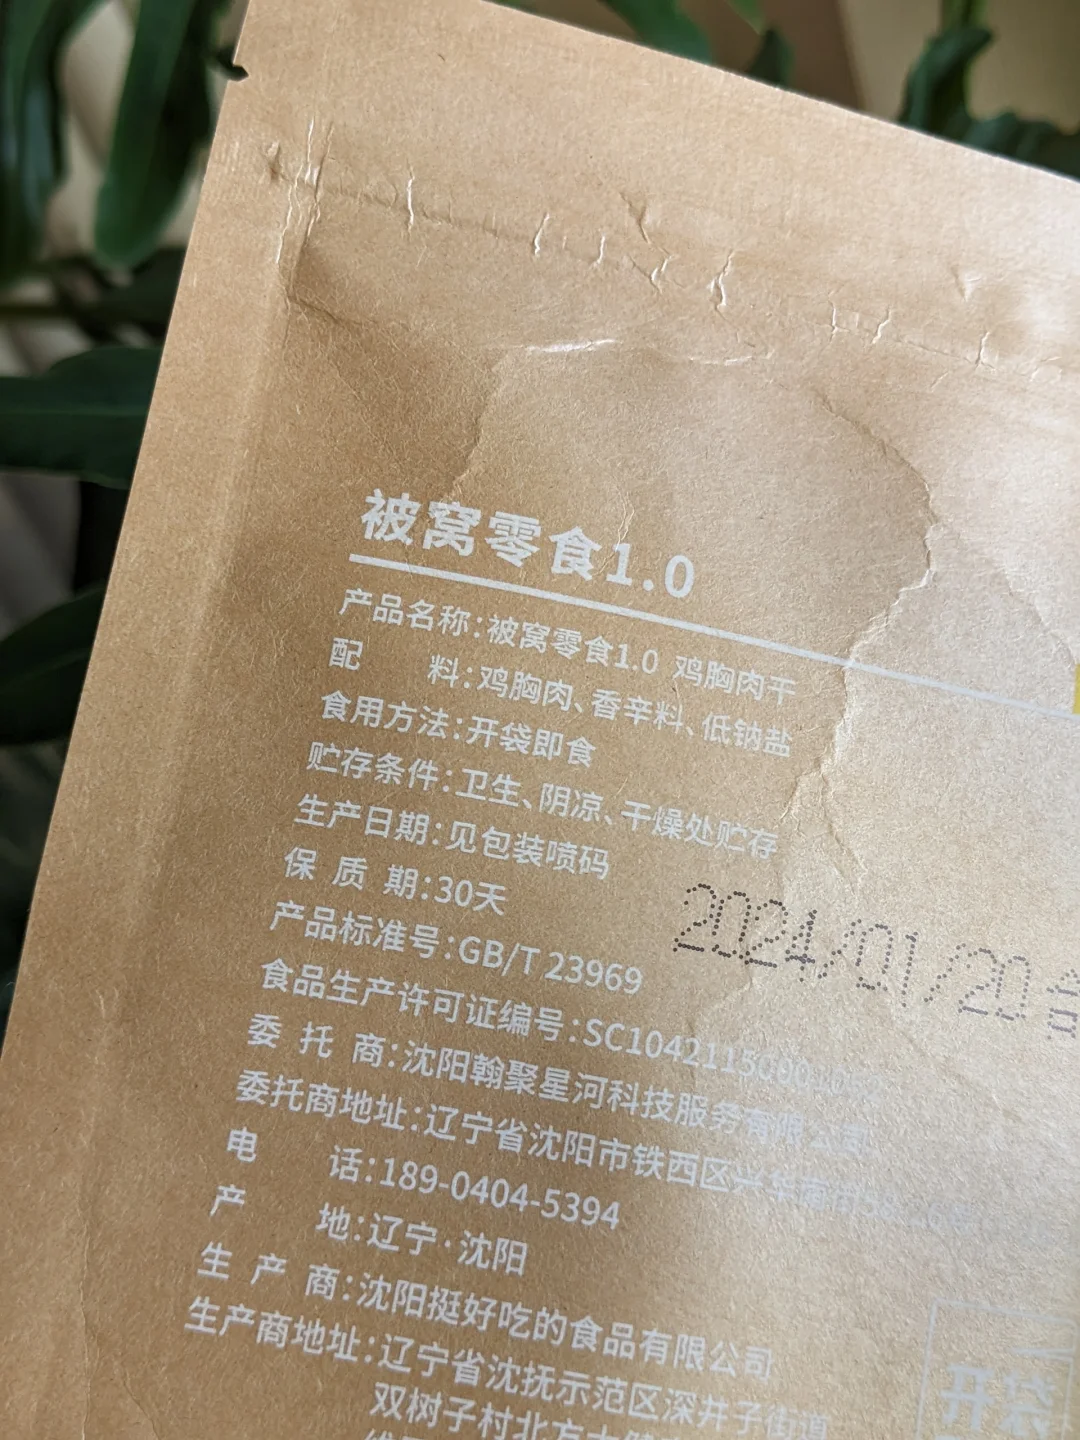 被窝零食1.0
产品名称:被窝零食1.0 鸡胸肉干
配 料:鸡胸肉、香辛料、低钠盐
食用方法:开袋即食
贮存条件:卫生、阴凉、干燥处贮存
生产日期:见包装喷码
保 质 期:30天
2024/01/20
产品标准号:GB/T 23969
食品生产许可证编号:
委 托 商:沈阳翰聚星河科技服务有限公司
委托商地址:辽宁省沈阳市铁西区兴华南街
电 话:189-0404-5394
产 地:辽宁·沈阳
生 产 商:沈阳挺好吃的食品有限公司
生产商地址:辽宁省沈抚示范区深井子街道
双树子村北方
开袋